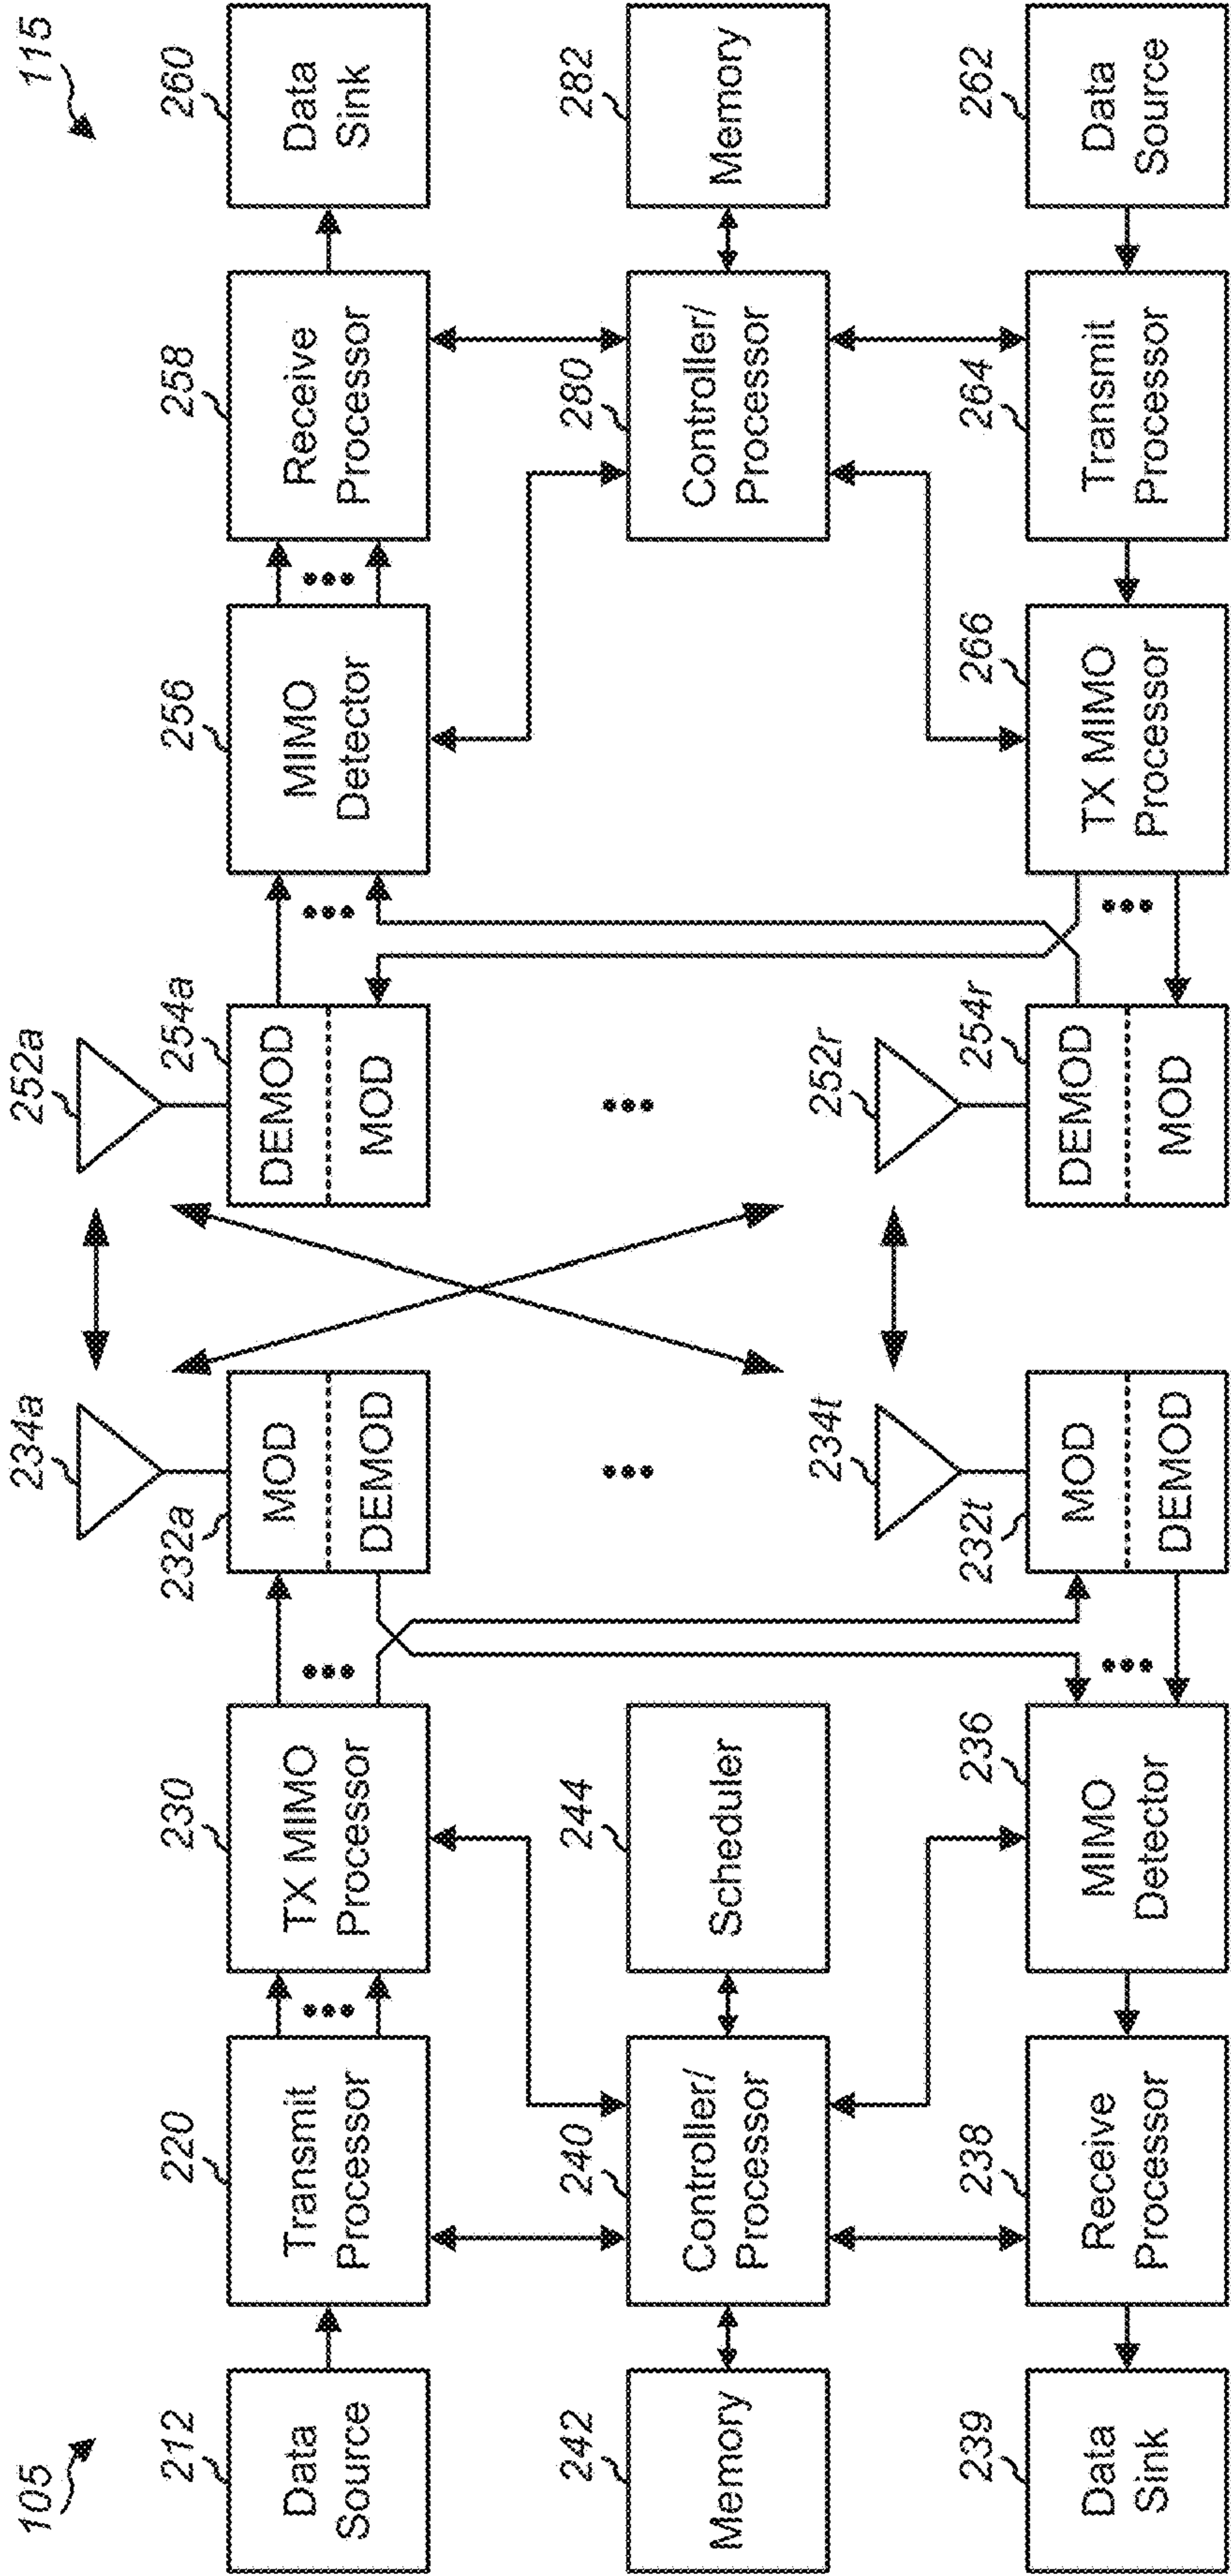 105
115
234a
252a
212
220
230
232a
254a
256
258
260
Data
Source
Transmit
Processor
TX MIMO
Processor
MOD
DEMOD
DEMOD
MOD
MIMO
Detector
Receive
Processor
Data
Sink
242
240
244
280
282
Memory
Controller/
Processor
Scheduler
Controller/
Processor
Memory
234t
252r
239
238
236
232t
254r
266
264
262
Data
Sink
Receive
Processor
MIMO
Detector
MOD
DEMOD
DEMOD
MOD
TX MIMO
Processor
Transmit
Processor
Data
Source